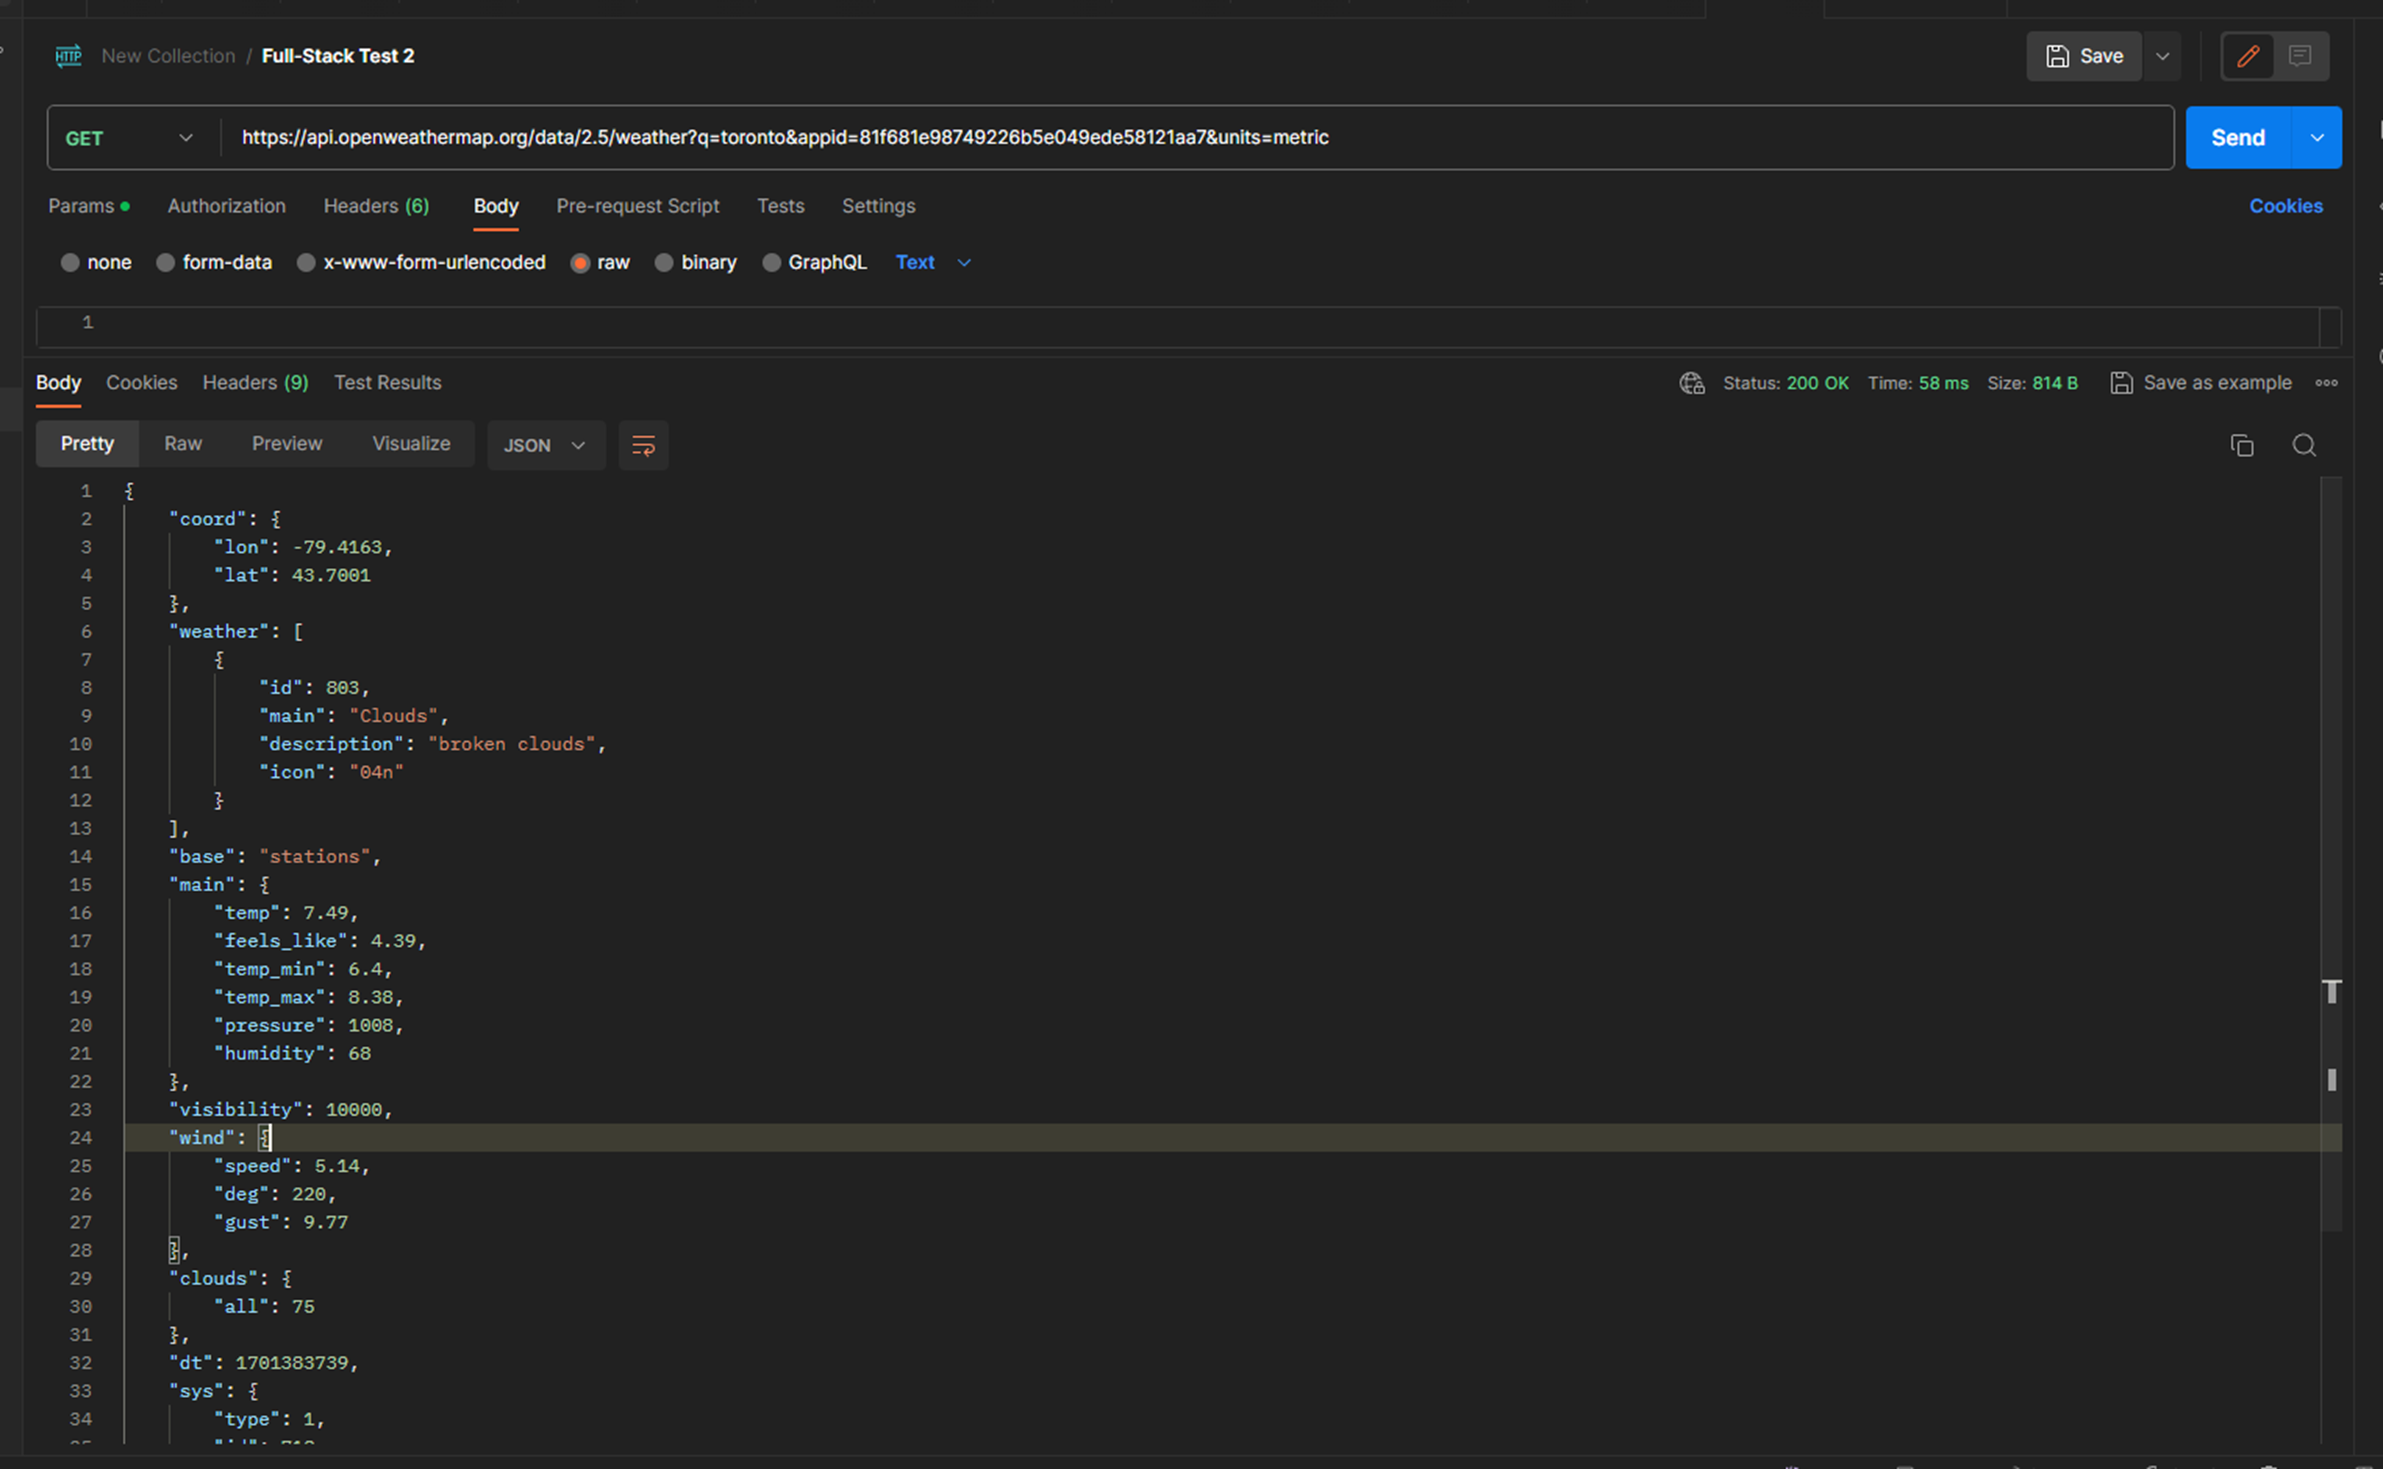 HTTP New Collection / Full-Stack Test 2 Save
GET https://api.openweathermap.org/data/2.5/weather?q=toronto&appid=81f681e98749226b5e049ede58121aa7&units=metric Send
Params Authorization Headers (6) Body Pre-request Script Tests Settings Cookies
none form-data x-www-form-urlencoded raw binary GraphQL Text
1
Body Cookies Headers (9) Test Results Status: 200 OK Time: 58 ms Size: 814 B Save as example
Pretty Raw Preview Visualize JSON
1 {
2 "coord": {
3 "lon": -79.4163,
4 "lat": 43.7001
5 },
6 "weather": [
7 {
8 "id": 803,
9 "main": "Clouds",
10 "description": "broken clouds",
11 "icon": "04n"
12 }
13 ],
14 "base": "stations",
15 "main": {
16 "temp": 7.49,
17 "feels_like": 4.39,
18 "temp_min": 6.4,
19 "temp_max": 8.38,
20 "pressure": 1008,
21 "humidity": 68
22 },
23 "visibility": 10000,
24 "wind": {
25 "speed": 5.14,
26 "deg": 220,
27 "gust": 9.77
28 },
29 "clouds": {
30 "all": 75
31 },
32 "dt": 1701383739,
33 "sys": {
34 "type": 1,